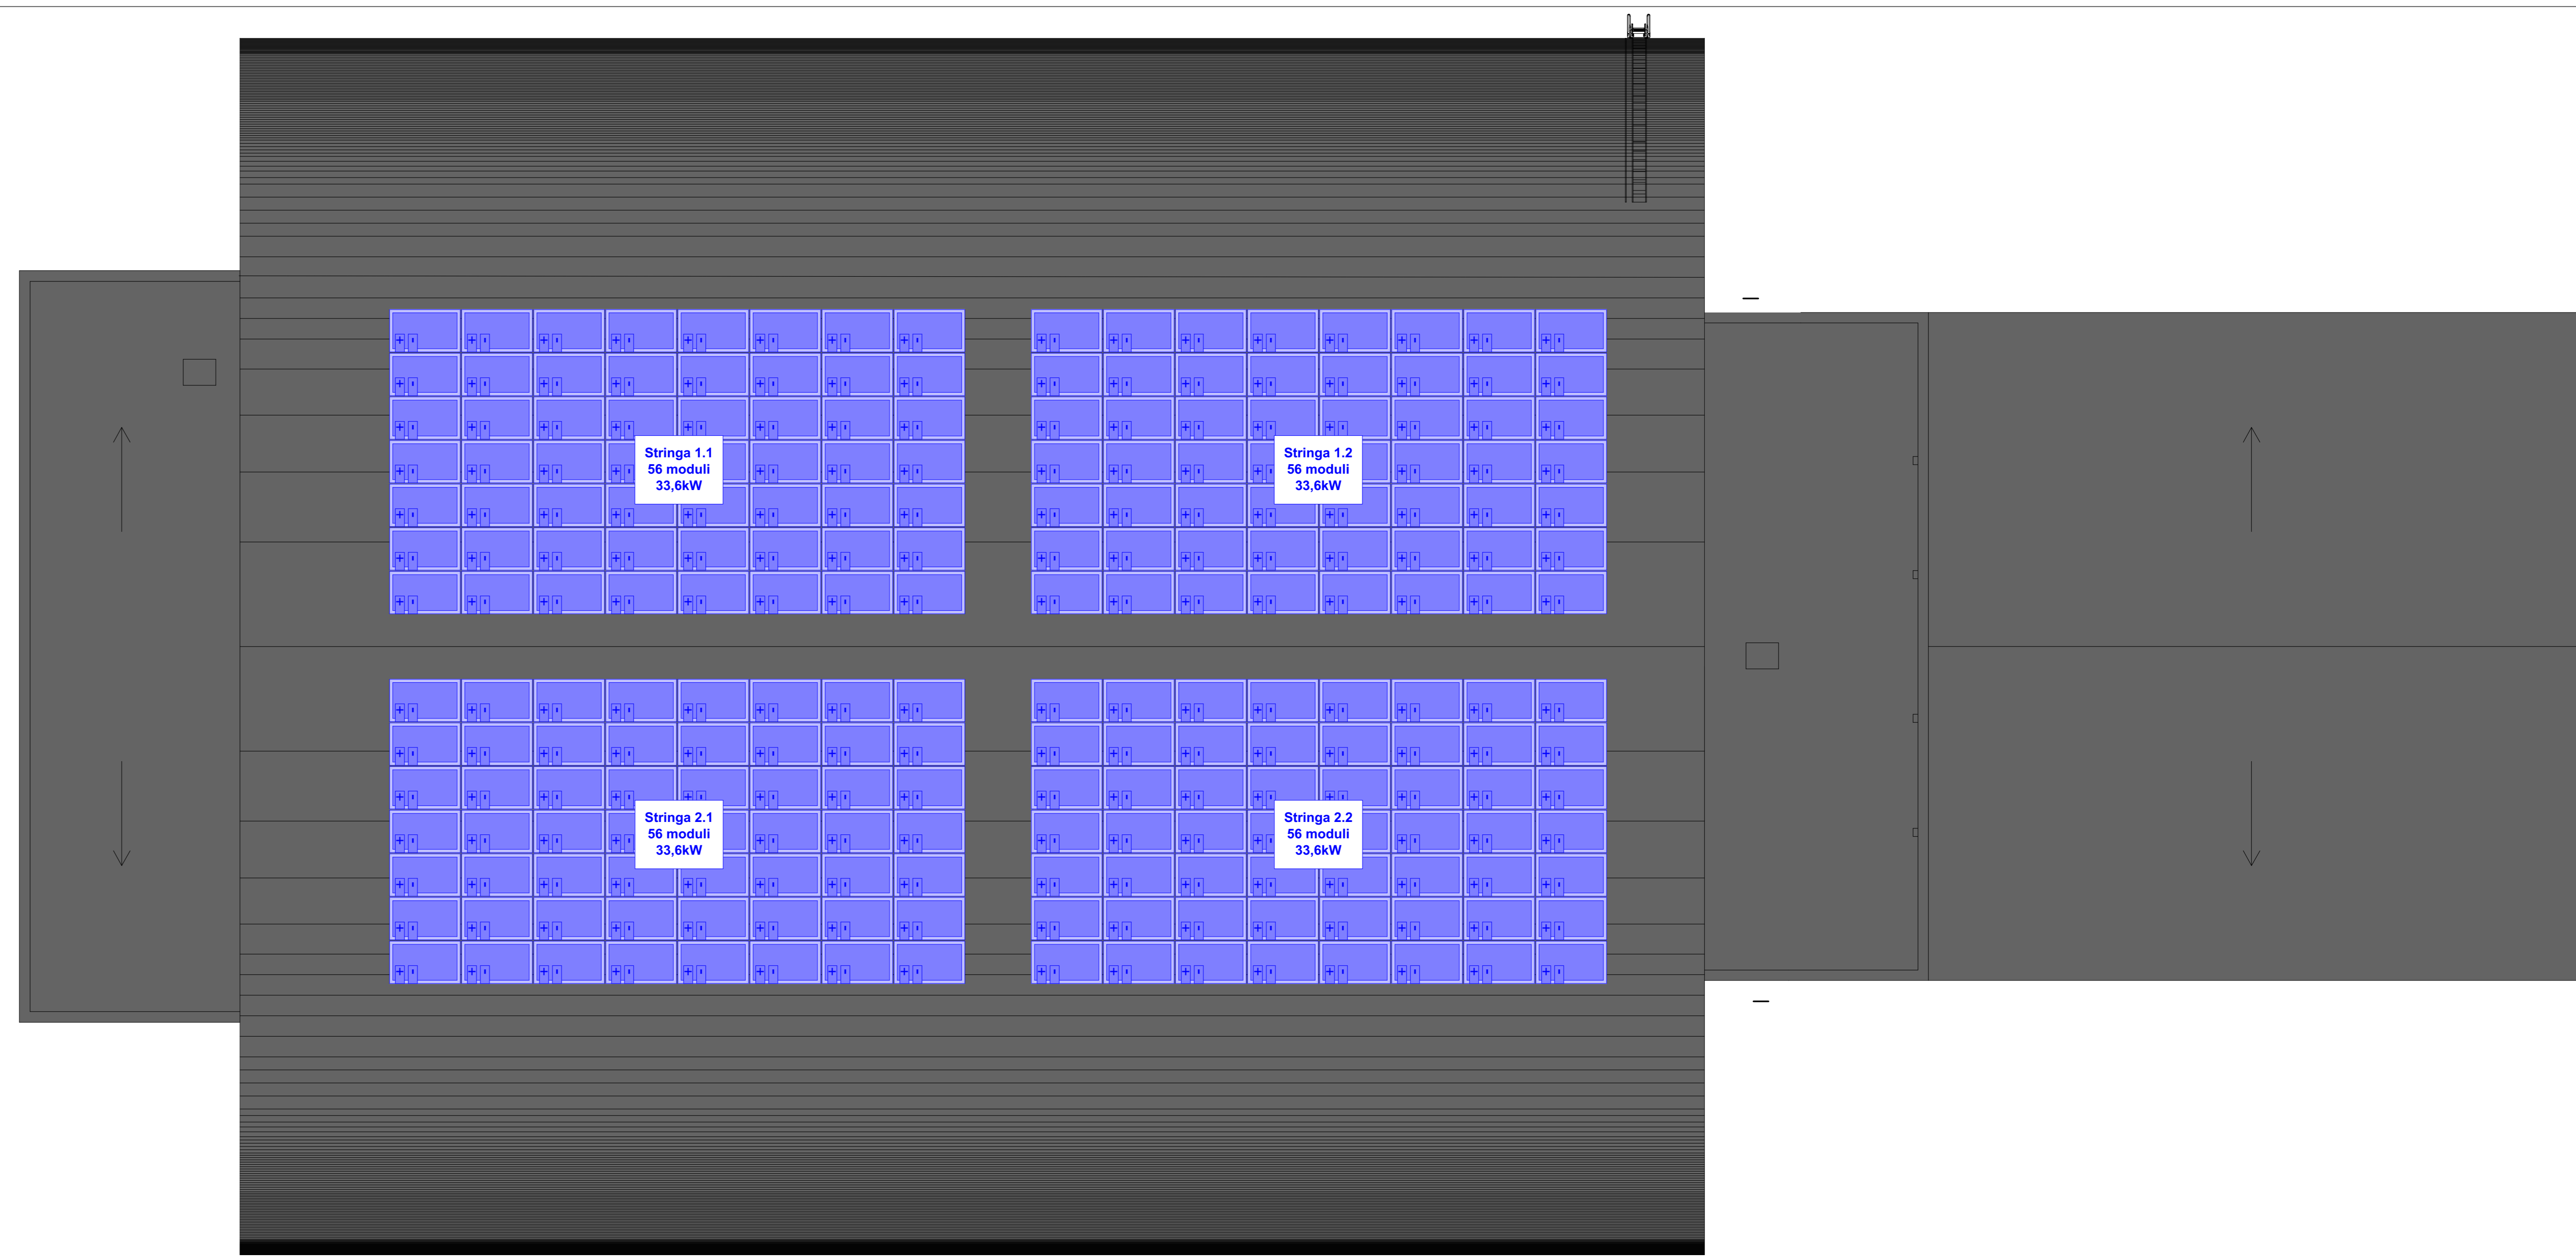 Stringa 1.1
56 moduli
33,6kW
Stringa 1.2
56 moduli
33,6kW
Stringa 2.1
56 moduli
33,6kW
Stringa 2.2
56 moduli
33,6kW